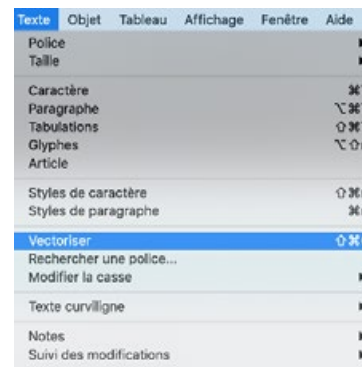 Texte Objet Tableau Affichage Fenêtre Aide
Police
Taille
Caractère ⌘
Paragraphe ⌥⌘
Tabulations ⇧⌘
Glyphes ⌥⇧
Article
Styles de caractère ⇧⌘
Styles de paragraphe ⌘
Vectoriser ⇧⌘
Rechercher une police...
Modifier la casse
Texte curviligne
Notes
Suivi des modifications